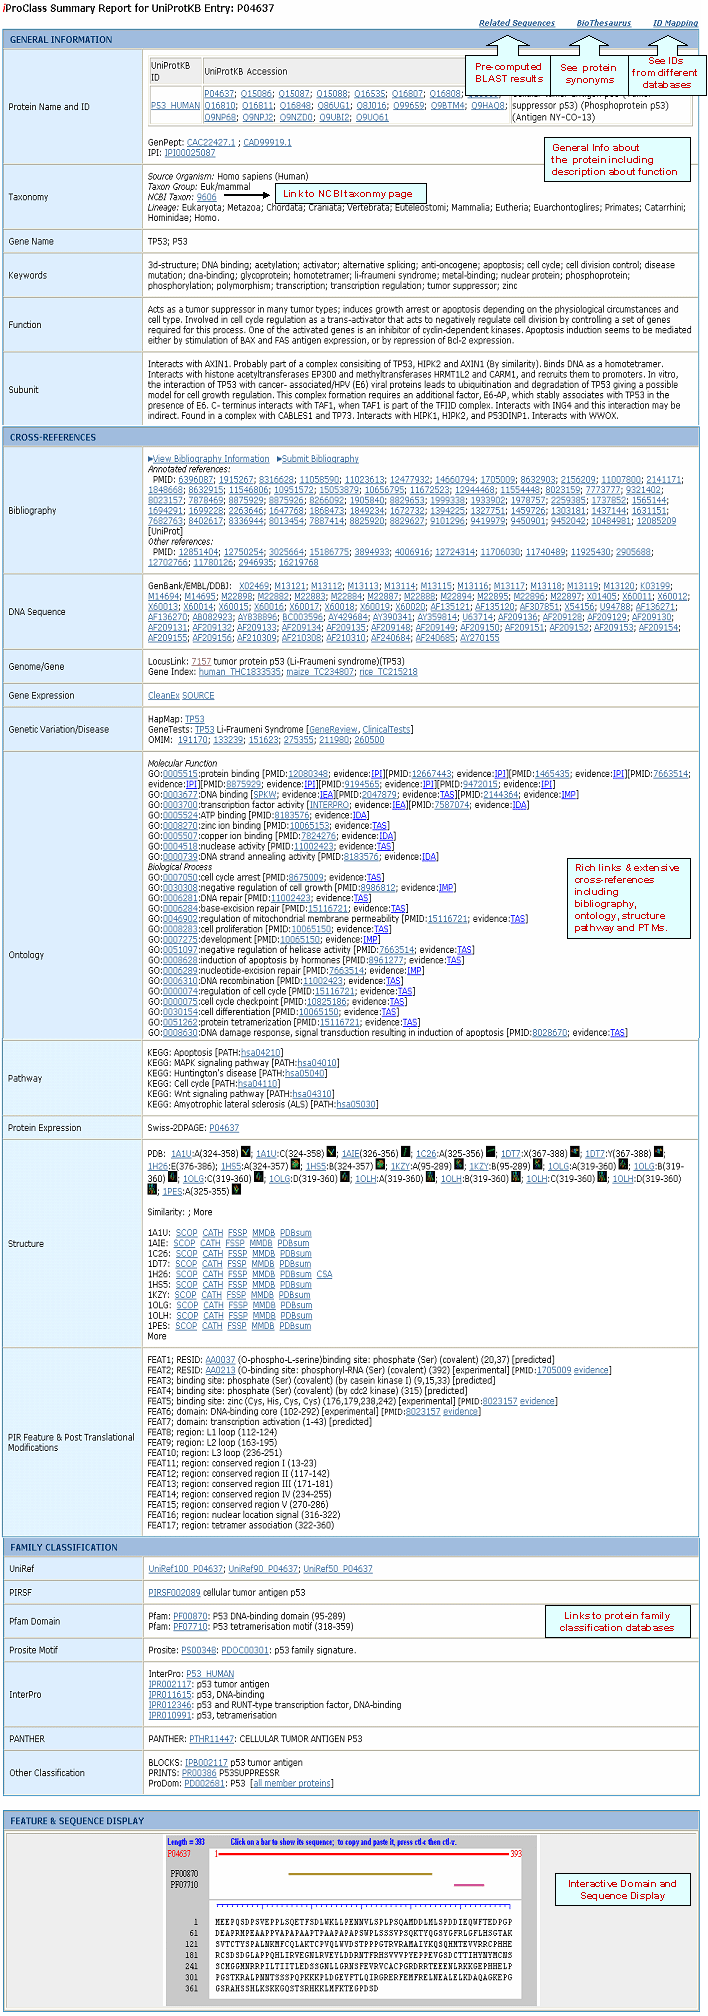 iProClass Summary Report for UniProtKB Entry: P04637
Related Sequences BioThesaurus ID Mapping
GENERAL INFORMATION
Pre-computed BLAST results
See protein synonyms
See IDs from different databases
Protein Name and ID
UniProtKB ID
UniProtKB Accession
P53_HUMAN
P04637; Q15086; Q15087; Q15088; Q16535; Q16807; Q16808;
Q16810; Q16811; Q16848; Q86UG1; Q8J016; Q99659; Q9BTM4; Q9HAQ8;
Q9NP68; Q9NPJ2; Q9NZD0; Q9UBI2; Q9UQ61
suppressor p53) (Phosphoprotein p53)
(Antigen NY-CO-13)
GenPept: CAC22427.1 ; CAD99919.1
IPI: IPI00025087
General Info about the protein including description about function
Taxonomy
Source Organism: Homo sapiens (Human)
Taxon Group: Euk/mammal
NCBI Taxon: 9606
Link to NCBI taxonmy page
Lineage: Eukaryota; Metazoa; Chordata; Craniata; Vertebrata; Euteleostomi; Mammalia; Eutheria; Euarchontoglires; Primates; Catarrhini;
Hominidae; Homo.
Gene Name
TP53; P53
Keywords
3d-structure; DNA binding; acetylation; activator; alternative splicing; anti-oncogene; apoptosis; cell cycle; cell division control; disease
mutation; dna-binding; glycoprotein; homotetramer; li-fraumeni syndrome; metal-binding; nuclear protein; phosphoprotein;
phosphorylation; polymorphism; transcription; transcription regulation; tumor suppressor; zinc
Function
Acts as a tumor suppressor in many tumor types; induces growth arrest or apoptosis depending on the physiological circumstances and
cell type. Involved in cell cycle regulation as a trans-activator that acts to negatively regulate cell division by controlling a set of genes
required for this process. One of the activated genes is an inhibitor of cyclin-dependent kinases. Apoptosis induction seems to be mediated
either by stimulation of BAX and FAS antigen expression, or by repression of Bcl-2 expression.
Subunit
Interacts with AXIN1. Probably part of a complex consisiting of TP53, HIPK2 and AXIN1 (By similarity). Binds DNA as a homotetramer.
Interacts with histone acetyltransferases EP300 and methyltransferases HRMT1L2 and CARM1, and recruits them to promoters. In vitro,
the interaction of TP53 with cancer- associated/HPV (E6) viral proteins leads to ubiquitination and degradation of TP53 giving a possible
model for cell growth regulation. This complex formation requires an additional factor, E6-AP, which stably associates with TP53 in
the presence of E6. C- terminus interacts with TAF1, when TAF1 is part of the TFIID complex. Interacts with ING4 and this interaction may be
indirect. Found in a complex with CABLES1 and TP73. Interacts with HIPK1, HIPK2, and P53DINP1. Interacts with WWOX.
CROSS-REFERENCES
Bibliography
View Bibliography Information Submit Bibliography
Annotated references:
PMID: 6396087; 1915267; 8316628; 11058590; 11023613; 12477932; 14660794; 1705009; 8632903; 2156209; 11007800; 2141171;
1848668; 8632915; 11546806; 10951572; 15053879; 10656795; 11672523; 12944468; 11554448; 8023159; 7773777; 9321402;
8023157; 7878469; 8875929; 8875926; 8266092; 1905840; 8829653; 1999338; 1933902; 1978757; 2259385; 1737852; 1565144;
1694291; 1699228; 2263646; 1647768; 1868473; 1849234; 1672732; 1394225; 1327751; 1459726; 1303181; 1437144; 1631151;
7682763; 8402617; 8336944; 8013454; 7887414; 8825920; 8829627; 9101296; 9419979; 9450901; 9452042; 10484981; 12085209
[UniProt]
Other references:
PMID: 12851404; 12750254; 3025664; 15186775; 3894933; 4006916; 12724314; 11706030; 11740489; 11925430; 2905688;
12702766; 11780126; 2946935; 16219768
DNA Sequence
GenBank/EMBL/DDBJ: X02469; M13121; M13112; M13113; M13114; M13115; M13116; M13117; M13118; M13119; M13120; K03199;
M14694; M14695; M22898; M22882; M22883; M22884; M22887; M22888; M22894; M22895; M22896; M22897; X01405; X60011; X60012;
X60013; X60014; X60015; X60016; X60017; X60018; X60019; X60020; AF135121; AF135120; AF307851; X54156; U94788; AF136271;
AF136270; AB082923; AY838896; BC003596; AY429684; AY390341; AY359814; U63714; AF209136; AF209128; AF209129; AF209130;
AF209131; AF209132; AF209133; AF209134; AF209135; AF209148; AF209149; AF209150; AF209151; AF209152; AF209153; AF209154;
AF209155; AF209156; AF210309; AF210308; AF210310; AF240684; AF240685; AY270155
Genome/Gene
LocusLink: 7157 tumor protein p53 (Li-Fraumeni syndrome)(TP53)
Gene Index: human_THC1833535; maize_TC234807; rice_TC215218
Gene Expression
CleanEx SOURCE
Genetic Variation/Disease
HapMap: TP53
GeneTests: TP53 Li-Fraumeni Syndrome [GeneReview, ClinicalTests]
OMIM: 191170; 133239; 151623; 275355; 211980; 260500
Ontology
Molecular Function
GO:0005515:protein binding [PMID:12080348; evidence:IPI][PMID:12667443; evidence:IPI][PMID:1465435; evidence:IPI][PMID:7663514;
evidence:IPI][PMID:8875929; evidence:IPI][PMID:9194565; evidence:IPI][PMID:9472015; evidence:IPI]
GO:0003677:DNA binding [SPKW; evidence:IEA][PMID:2047879; evidence:TAS][PMID:2144364; evidence:IMP]
GO:0003700:transcription factor activity [INTERPRO; evidence:IEA][PMID:7587074; evidence:IDA]
GO:0005524:ATP binding [PMID:8183576; evidence:IDA]
GO:0008270:zinc ion binding [PMID:10065153; evidence:TAS]
GO:0005507:copper ion binding [PMID:7824276; evidence:IDA]
GO:0004518:nuclease activity [PMID:11002423; evidence:TAS]
GO:0000739:DNA strand annealing activity [PMID:8183576; evidence:IDA]
Biological Process
GO:0007050:cell cycle arrest [PMID:8675009; evidence:TAS]
GO:0030308:negative regulation of cell growth [PMID:8986812; evidence:IMP]
GO:0006281:DNA repair [PMID:11002423; evidence:TAS]
GO:0006284:base-excision repair [PMID:15116721; evidence:TAS]
GO:0046902:regulation of mitochondrial membrane permeability [PMID:15116721; evidence:TAS]
GO:0008283:cell proliferation [PMID:10065150; evidence:TAS]
GO:0007275:development [PMID:10065150; evidence:IMP]
GO:0051097:negative regulation of helicase activity [PMID:7663514; evidence:TAS]
GO:0008628:induction of apoptosis by hormones [PMID:8961277; evidence:TAS]
GO:0006289:nucleotide-excision repair [PMID:7663514; evidence:IMP]
GO:0006310:DNA recombination [PMID:11002423; evidence:TAS]
GO:0000074:regulation of cell cycle [PMID:15116721; evidence:TAS]
GO:0000075:cell cycle checkpoint [PMID:10825186; evidence:TAS]
GO:0030154:cell differentiation [PMID:10065150; evidence:TAS]
GO:0051262:protein tetramerization [PMID:15116721; evidence:TAS]
GO:0008630:DNA damage response, signal transduction resulting in induction of apoptosis [PMID:8028670; evidence:TAS]
Rich links & extensive cross-references including bibliography, ontology, structure pathway and PTMs.
Pathway
KEGG: Apoptosis [PATH:hsa04210]
KEGG: MAPK signaling pathway [PATH:hsa04010]
KEGG: Huntington's disease [PATH:hsa05040]
KEGG: Cell cycle [PATH:hsa04110]
KEGG: Wnt signaling pathway [PATH:hsa04310]
KEGG: Amyotrophic lateral sclerosis (ALS) [PATH:hsa05030]
Protein Expression
Swiss-2DPAGE: P04637
Structure
PDB: 1A1U:A(324-358) ; 1A1U:C(324-358) ; 1AIE(326-356) ; 1C26:A(325-356) ; 1DT7:X(367-388) ; 1DT7:Y(367-388) ;
1H26:E(376-386); 1HS5:A(324-357) ; 1HS5:B(324-357) ; 1KZY:A(95-289) ; 1KZY:B(95-289) ; 1OLG:A(319-360) ; 1OLG:B(319-
360) ; 1OLG:C(319-360) ; 1OLG:D(319-360) ; 1OLH:A(319-360) ; 1OLH:B(319-360) ; 1OLH:C(319-360) ; 1OLH:D(319-360)
; 1PES:A(325-355)
Similarity: ; More
1A1U: SCOP CATH FSSP MMDB PDBsum
1AIE: SCOP CATH FSSP MMDB PDBsum
1C26: SCOP CATH FSSP MMDB PDBsum
1DT7: SCOP CATH FSSP MMDB PDBsum
1H26: SCOP CATH FSSP MMDB PDBsum CSA
1HS5: SCOP CATH FSSP MMDB PDBsum
1KZY: SCOP CATH FSSP MMDB PDBsum
1OLG: SCOP CATH FSSP MMDB PDBsum
1OLH: SCOP CATH FSSP MMDB PDBsum
1PES: SCOP CATH FSSP MMDB PDBsum
More
PIR Feature & Post Translational Modifications
FEAT1; RESID: AA0037 (O-phospho-L-serine)binding site: phosphate (Ser) (covalent) (20,37) [predicted]
FEAT2; RESID: AA0213 (O-binding site: phosphoryl-RNA (Ser) (covalent) (392) [experimental] [PMID:1705009 evidence]
FEAT3; binding site: phosphate (Ser) (covalent) (by casein kinase I) (9,15,33) [predicted]
FEAT4; binding site: phosphate (Ser) (covalent) (by cdc2 kinase) (315) [predicted]
FEAT5; binding site: zinc (Cys, His, Cys, Cys) (176,179,238,242) [experimental] [PMID:8023157 evidence]
FEAT6; domain: DNA-binding core (102-292) [experimental] [PMID:8023157 evidence]
FEAT7; domain: transcription activation (1-43) [predicted]
FEAT8; region: L1 loop (112-124)
FEAT9; region: L2 loop (163-195)
FEAT10; region: L3 loop (236-251)
FEAT11; region: conserved region I (13-23)
FEAT12; region: conserved region II (117-142)
FEAT13; region: conserved region III (171-181)
FEAT14; region: conserved region IV (234-255)
FEAT15; region: conserved region V (270-286)
FEAT16; region: nuclear location signal (316-322)
FEAT17; region: tetramer association (322-360)
FAMILY CLASSIFICATION
UniRef
UniRef100_P04637; UniRef90_P04637; UniRef50_P04637
PIRSF
PIRSF002089 cellular tumor antigen p53
Pfam Domain
Pfam: PF00870: P53 DNA-binding domain (95-289)
Pfam: PF07710: P53 tetramerisation motif (318-359)
Links to protein family classification databases
Prosite Motif
Prosite: PS00348: PDOC00301: p53 family signature.
InterPro
InterPro: P53_HUMAN
IPR002117: p53 tumor antigen
IPR011615: p53, DNA-binding
IPR012346: p53 and RUNT-type transcription factor, DNA-binding
IPR010991: p53, tetramerisation
PANTHER
PANTHER: PTHR11447: CELLULAR TUMOR ANTIGEN P53
Other Classification
BLOCKS: IPB002117 p53 tumor antigen
PRINTS: PR00386 P53SUPPRESSR
ProDom: PD002681: P53 [all member proteins]
FEATURE & SEQUENCE DISPLAY
Length = 393 Click on a bar to show its sequence; to copy and paste it, press ctl-c then ctl-v.
P04637 1 393
PF00870
PF07710
Interactive Domain and Sequence Display
1 MEEPQSDPSVEPPLSQETFSDLWKLLPENNVLSPLPSQAMDDLMLSPDDIEQWFTEDPGP
61 DEAPRMPEAAPPVAPAPAAPTPAAPAPAPSWPLSSSVPSQKTYQGSYGFRLGFLHSGTAK
121 SVTCTYSPALNKMFCQLAKTCPVQLWVDSTPPPGTRVRAMAIYKQSQHMTEVVRRCPHHE
181 RCSDSDGLAPPQHLIRVEGNLRVEYLDDRNTFRHSVVVPYEPPEVGSDCTTIHYNYMCNS
241 SCMGGMNRRPILTIITLEDSSGNLLGRNSFEVRVCACPGRDRRTEEENLRKKGEPHHELP
301 PGSTKRALPNNTSSSPQPKKKPLDGEYFTLQIRGRERFEMFRELNEALELKDAQAGKEPG
361 GSRAHSSHLKSKKGQSTSRHKKLMFKTEGPDSD